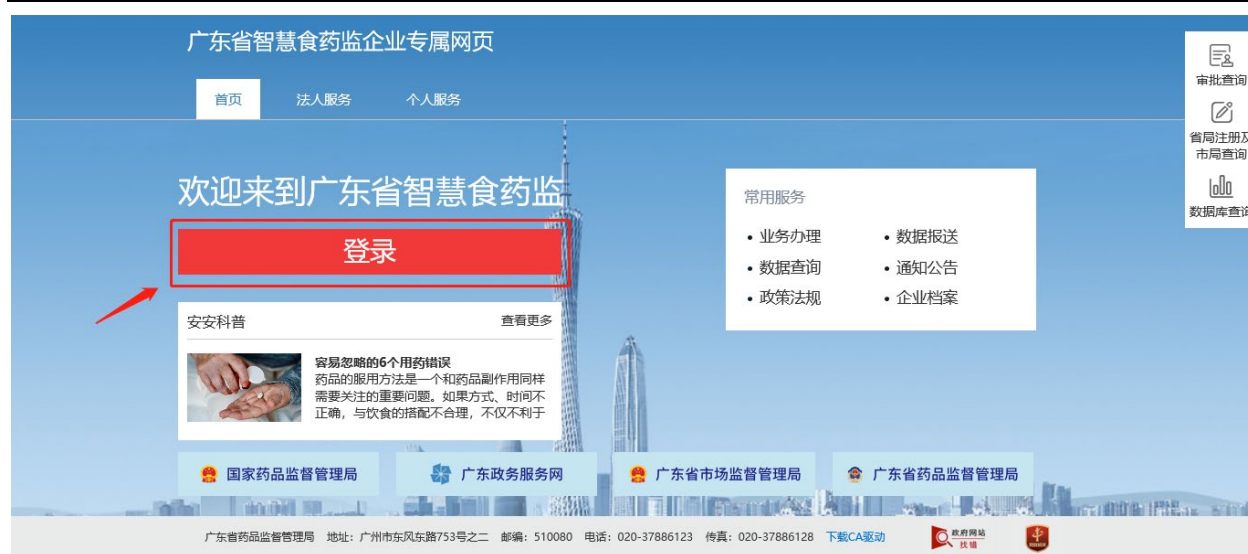 广东省智慧食药监企业专属网页
首页 法人服务 个人服务
审批查询
省局注册及
市局查询
数据库查询
欢迎来到广东省智慧食药监
登录
常用服务
• 业务办理 • 数据报送
• 数据查询 • 通知公告
• 政策法规 • 企业档案
安安科普 查看更多
容易忽略的6个用药错误
药品的服用方法是一个和药品副作用同样
需要关注的重要问题。如果方式、时间不
正确，与饮食的搭配不合理，不仅不利于
国家药品监督管理局 广东政务服务网 广东省市场监督管理局 广东省药品监督管理局
广东省药品监督管理局 地址：广州市东风东路753号之二 邮编：510080 电话：020-37886123 传真：020-37886128 下载CA驱动 政府网站
找错